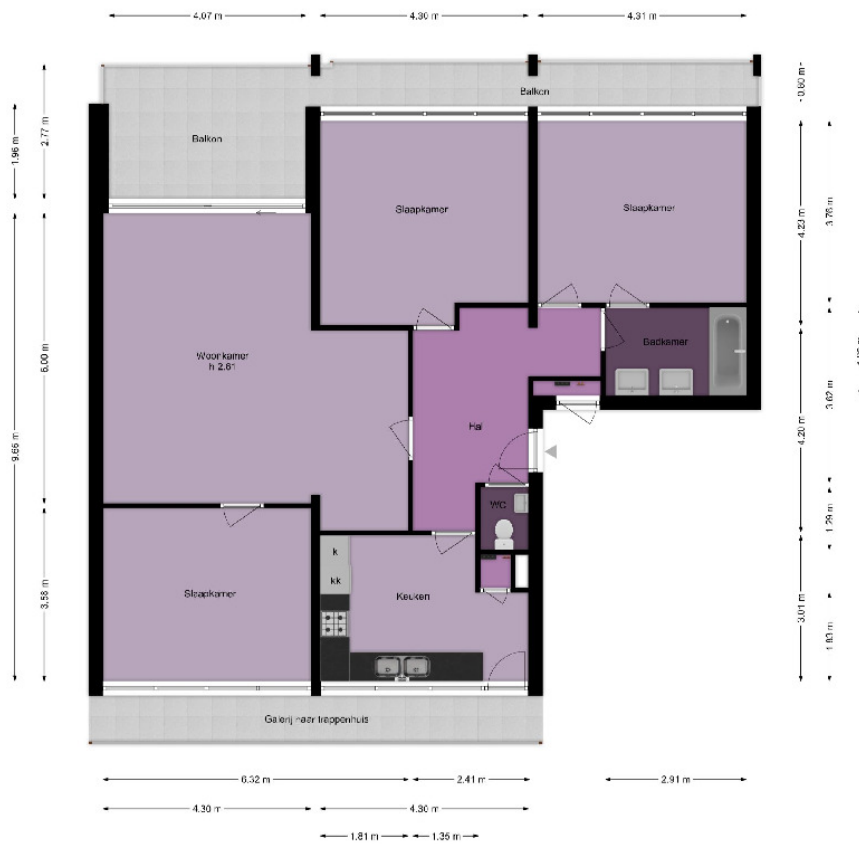 4.07 m
4.30 m
4.31 m
Balkon
Balkon
2.77 m
1.96 m
0.80 m
Slaapkamer
Slaapkamer
4.23 m
3.76 m
Woonkamer
h 2.61
Badkamer
6.00 m
9.66 m
Hal
3.62 m
4.20 m
WC
1.29 m
k
kk
Slaapkamer
Keuken
3.58 m
3.01 m
1.83 m
Galerij naar trappenhuis
6.32 m
2.41 m
2.91 m
4.30 m
4.30 m
1.81 m
1.35 m